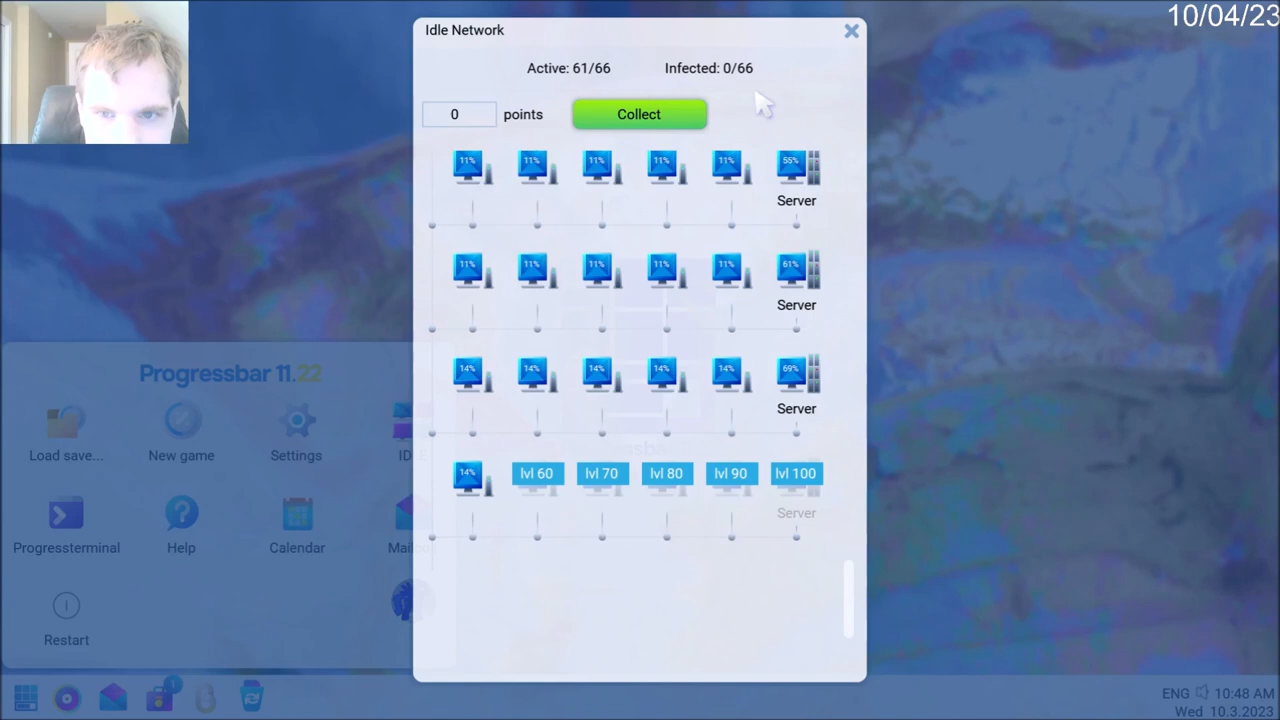 10/04/23
Idle Network
Active: 61/66 Infected: 0/66
0 points Collect
11% 11% 11% 11% 11% 55%
Server
11% 11% 11% 11% 11% 61%
Server
14% 14% 14% 14% 14% 69%
Server
14% lvl 60 lvl 70 lvl 80 lvl 90 lvl 100
Server
Progressbar 11.22
Load save... New game Settings
Progressterminal Help Calendar
Restart
1
ENG 10:48 AM
Wed 10.3.2023